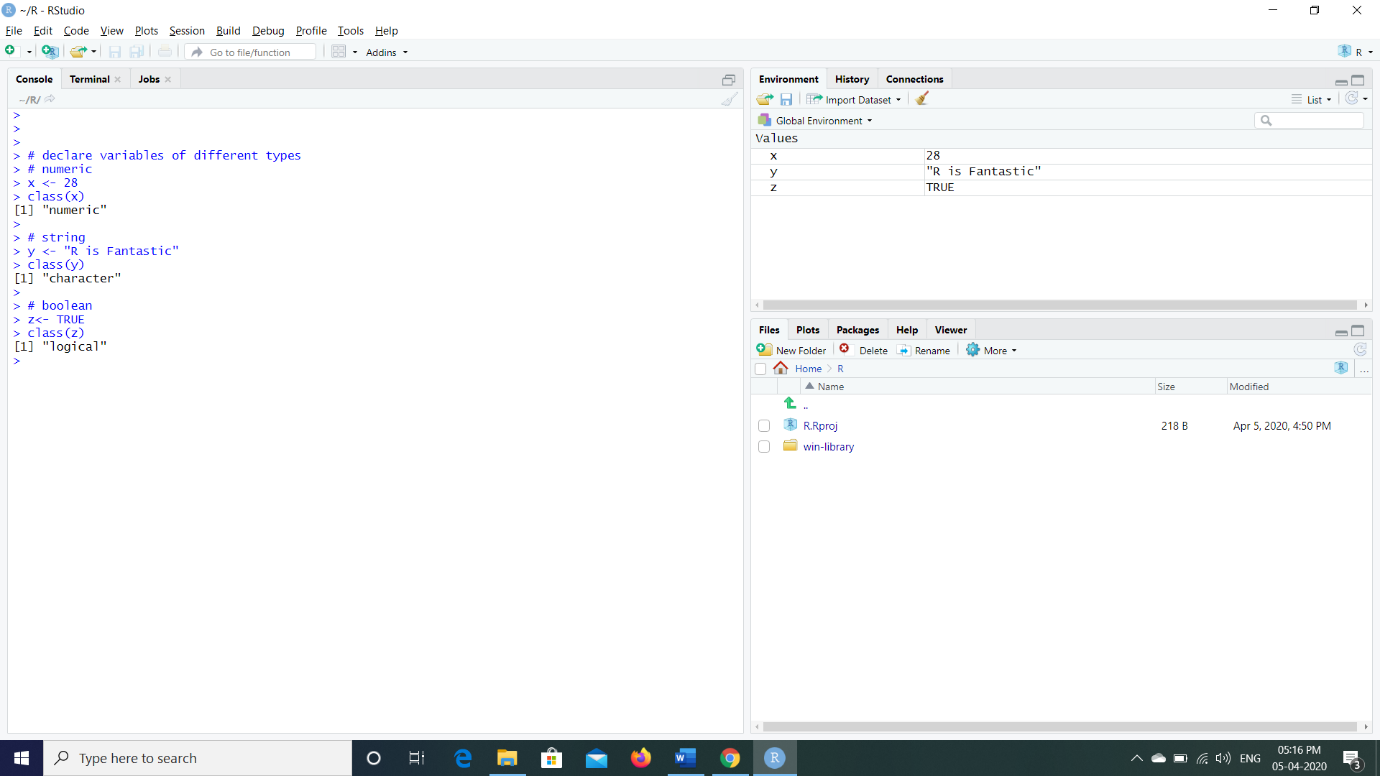 ~/R - RStudio
File Edit Code View Plots Session Build Debug Profile Tools Help
Go to file/function Addins R
Console Terminal Jobs
~/R/
>
>
>
> # declare variables of different types
> # numeric
> x <- 28
> class(x)
[1] "numeric"
>
> # string
> y <- "R is Fantastic"
> class(y)
[1] "character"
>
> # boolean
> z<- TRUE
> class(z)
[1] "logical"
>
Environment History Connections
Import Dataset List
Global Environment
Values
x 28
y "R is Fantastic"
z TRUE
Files Plots Packages Help Viewer
New Folder Delete Rename More
Home R ...
Name Size Modified
..
R.Rproj 218 B Apr 5, 2020, 4:50 PM
win-library
Type here to search
ENG
05:16 PM
05-04-2020
3